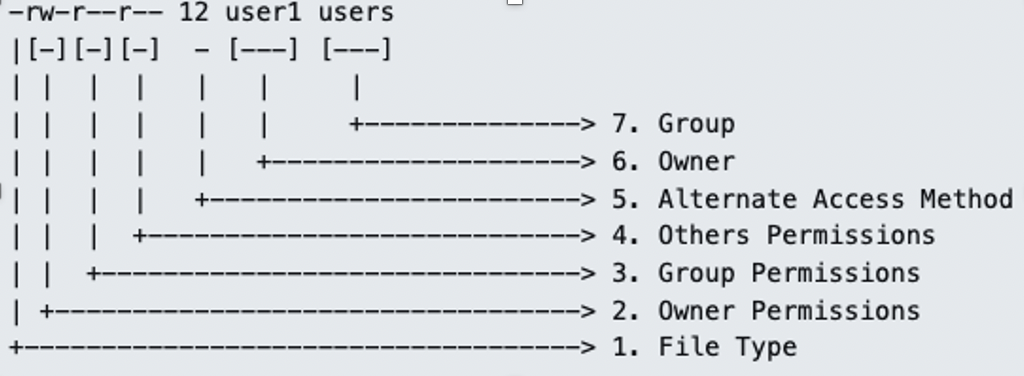 -rw-r--r-- 12 user1 users
|[-][-][-]  - [---] [---]
| |  |  |   |   |     |
| |  |  |   |   |     +--------------> 7. Group
| |  |  |   |   +--------------------> 6. Owner
| |  |  |   +------------------------> 5. Alternate Access Method
| |  |  +----------------------------> 4. Others Permissions
| |  +-------------------------------> 3. Group Permissions
| +----------------------------------> 2. Owner Permissions
+------------------------------------> 1. File Type